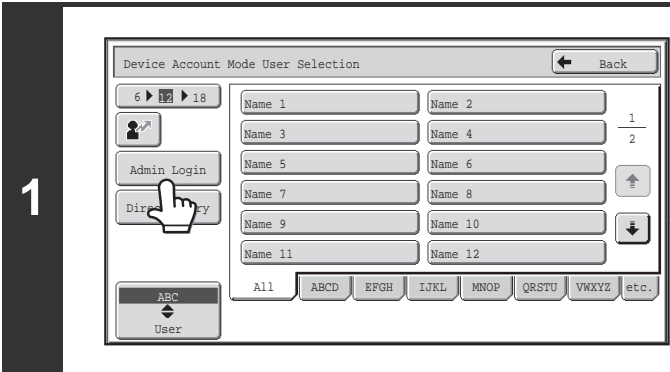 1
Device Account Mode User Selection
Back
6 12 18
Admin Login
ABC
User
Name 1
Name 2
Name 3
Name 4
Name 5
Name 6
Name 7
Name 8
Name 9
Name 10
Name 11
Name 12
1
2
All
ABCD
EFGH
IJKL
MNOP
QRSTU
VWXYZ
etc.